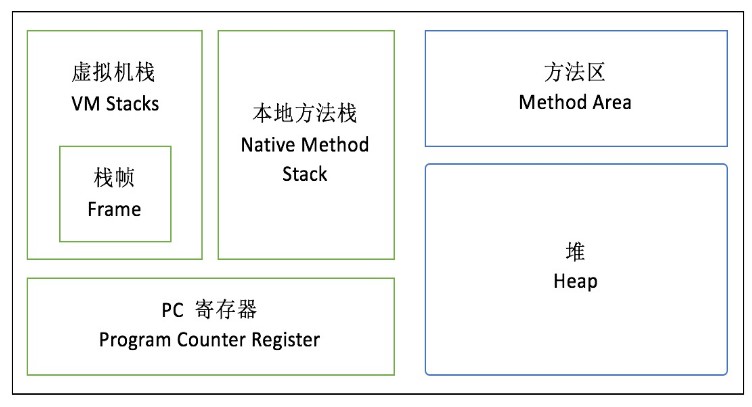 虚拟机栈
VM Stacks
栈帧
Frame
本地方法栈
Native Method
Stack
PC 寄存器
Program Counter Register
方法区
Method Area
堆
Heap